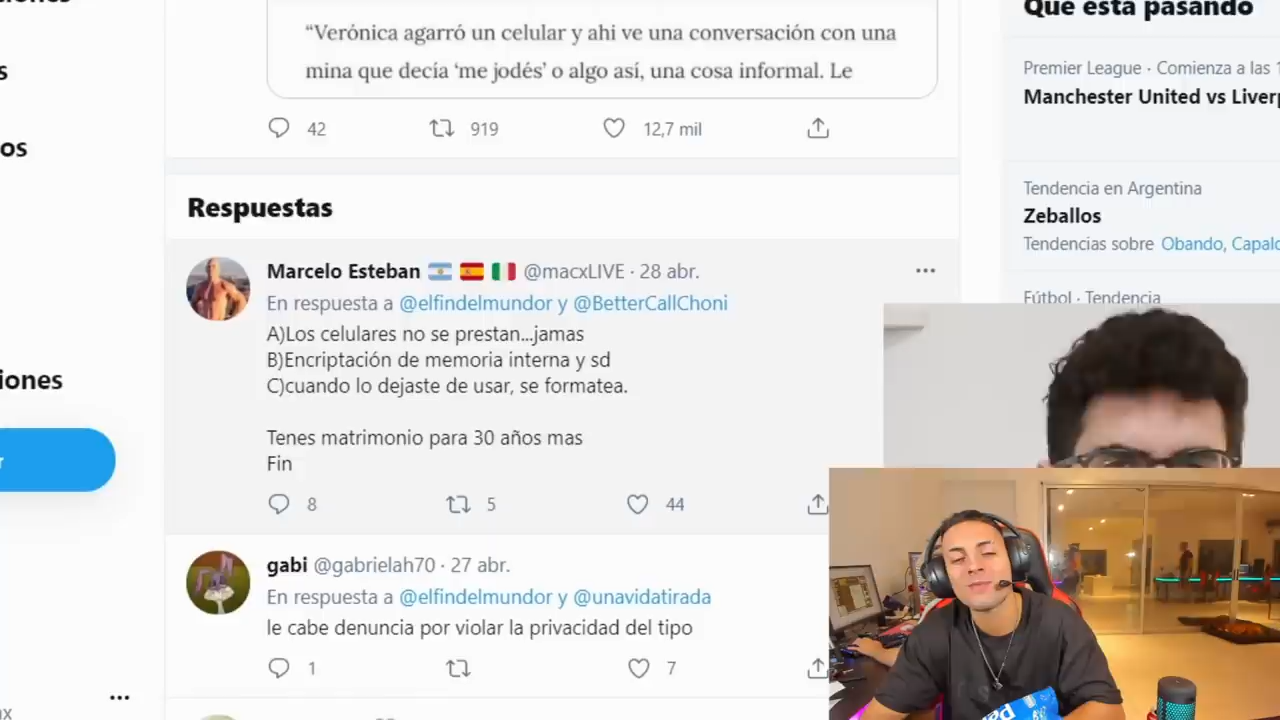 “Verónica agarró un celular y ahi ve una conversación con una
mina que decía ‘me jodés’ o algo así, una cosa informal. Le
42 919 12,7 mil
Respuestas
Marcelo Esteban @macxLIVE · 28 abr.
En respuesta a @elfindelmundor y @BetterCallChoni
A)Los celulares no se prestan...jamas
B)Encriptación de memoria interna y sd
C)cuando lo dejaste de usar, se formatea.
Tenes matrimonio para 30 años mas
Fin
8 5 44
gabi @gabrielah70 · 27 abr.
En respuesta a @elfindelmundor y @unavidatirada
le cabe denuncia por violar la privacidad del tipo
1 7
Qué está pasando
Premier League · Comienza a las
Manchester United vs Liverp
Tendencia en Argentina
Zeballos
Tendencias sobre Obando, Capald
Fútbol · Tendencia